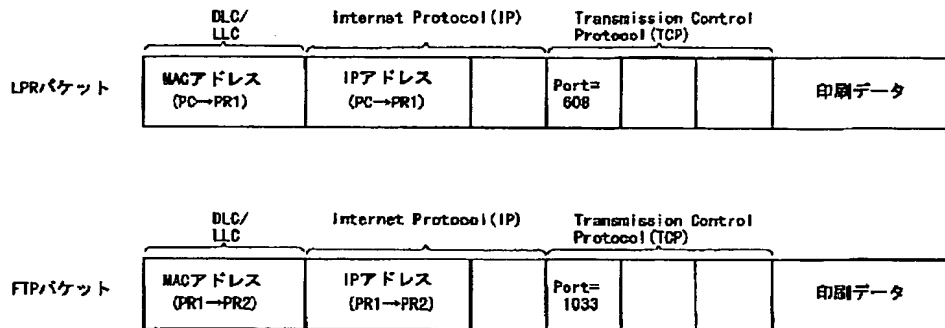 DLC/
LLC
Internet Protocol(IP)
Transmission Control
Protocol(TCP)
LPRパケット
MACアドレス
(PC→PR1)
IPアドレス
(PC→PR1)
Port=
608
印刷データ
DLC/
LLC
Internet Protocol(IP)
Transmission Control
Protocol(TCP)
FTPパケット
MACアドレス
(PR1→PR2)
IPアドレス
(PR1→PR2)
Port=
1033
印刷データ